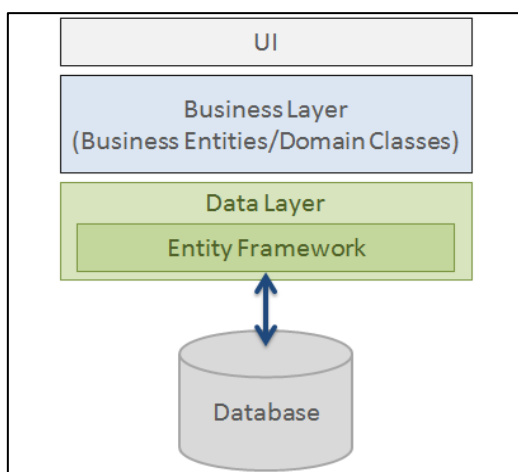 UI
Business Layer
(Business Entities/Domain Classes)
Data Layer
Entity Framework
Database